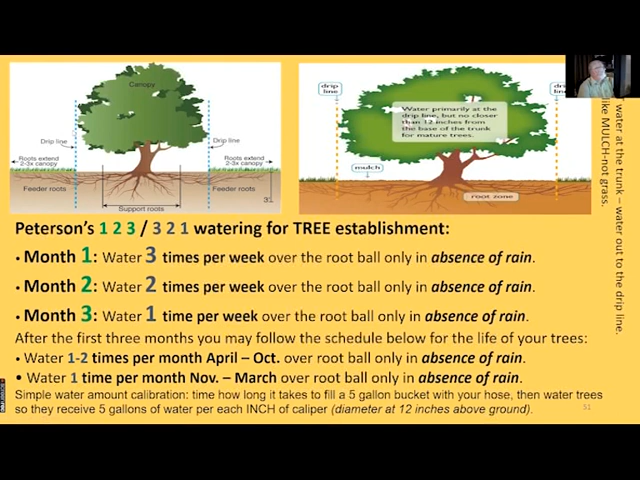 Canopy
Drip line
Drip line
Roots extend
2-3x canopy
Roots extend
2-3x canopy
Feeder roots
Feeder roots
Support roots
31
drip
line
Water primarily at the
drip line, but no closer
than 12 inches from
the base of the trunk
for mature trees.
mulch
root zone
water at the trunk – water out to the drip line.
like MULCH-not grass.
Peterson's 1 2 3 / 3 2 1 watering for TREE establishment:
• Month 1: Water 3 times per week over the root ball only in absence of rain.
• Month 2: Water 2 times per week over the root ball only in absence of rain.
• Month 3: Water 1 time per week over the root ball only in absence of rain.
After the first three months you may follow the schedule below for the life of your trees:
• Water 1-2 times per month April – Oct. over root ball only in absence of rain.
• Water 1 time per month Nov. – March over root ball only in absence of rain.
Simple water amount calibration: time how long it takes to fill a 5 gallon bucket with your hose, then water trees
so they receive 5 gallons of water per each INCH of caliper (diameter at 12 inches above ground).
31